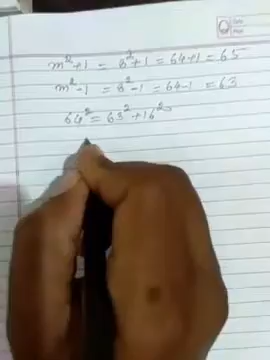 m²+1 = 8²+1 = 64+1 = 65
m²-1 = 8²-1 = 64-1 = 63
64² = 63²+16²